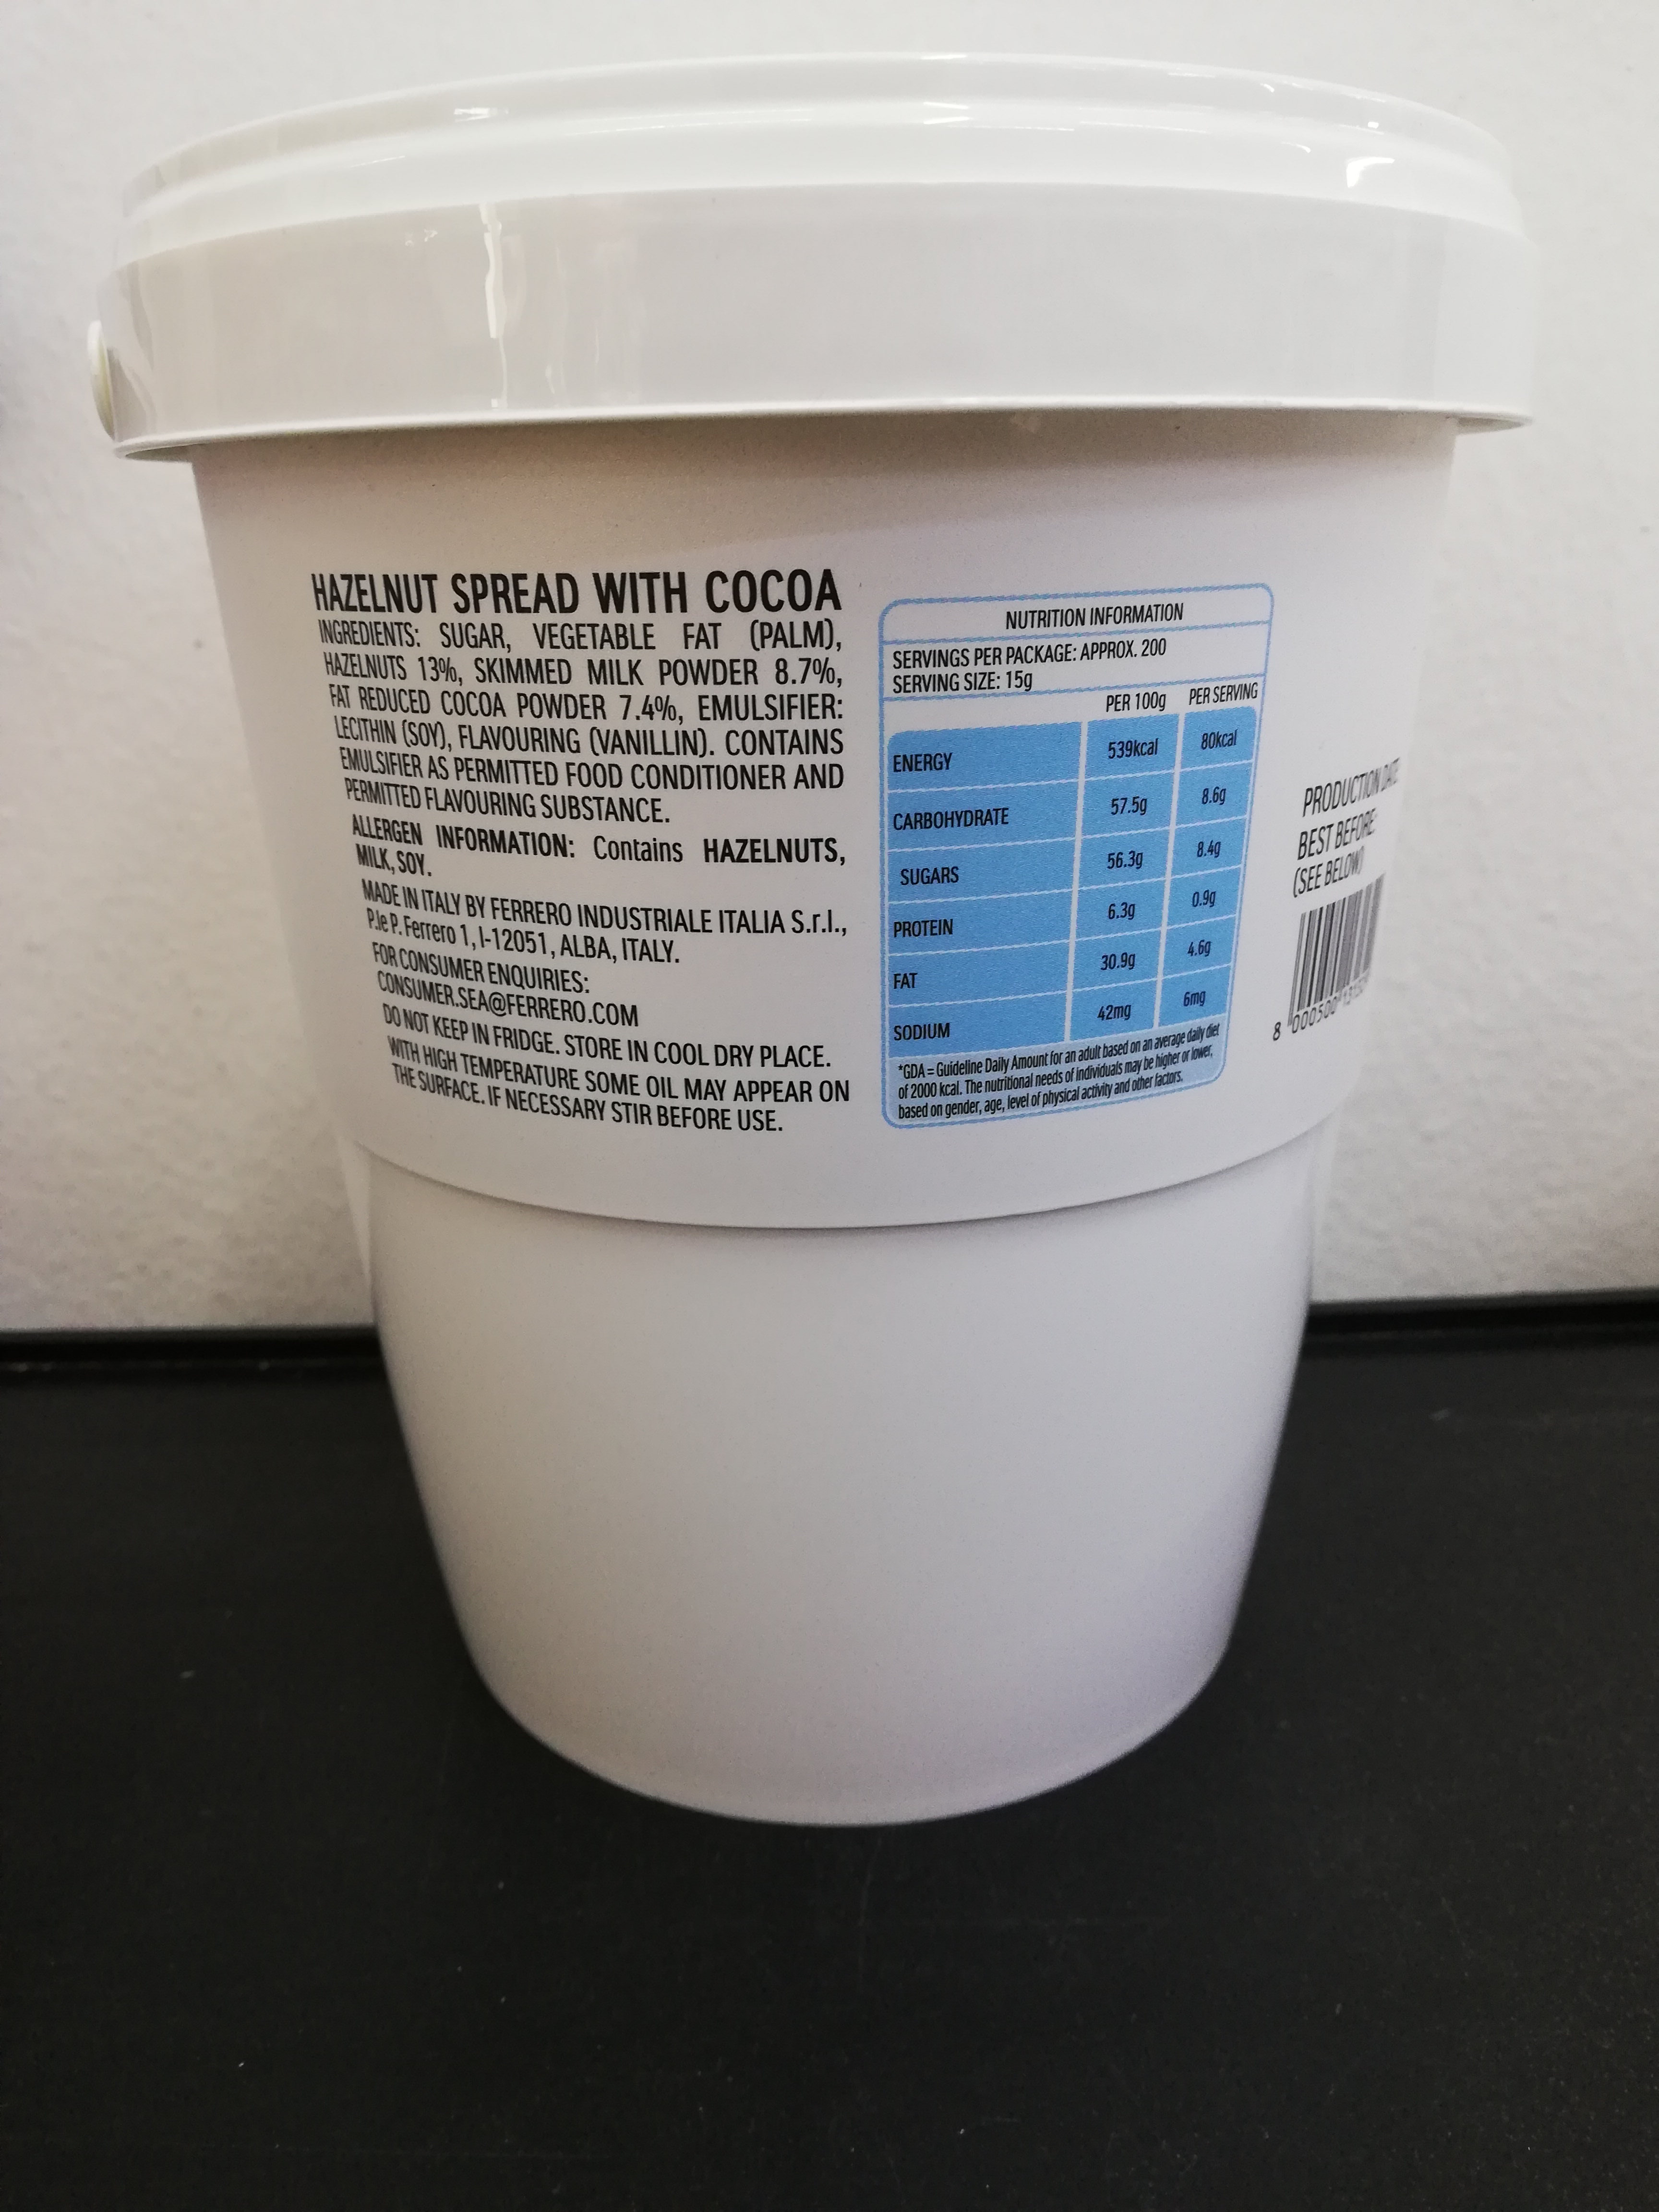 HAZELNUT SPREAD WITH COCOA
INGREDIENTS: SUGAR, VEGETABLE FAT (PALM),
HAZELNUTS 13%, SKIMMED MILK POWDER 8.7%,
FAT REDUCED COCOA POWDER 7.4%, EMULSIFIER:
LECITHIN (SOY), FLAVOURING (VANILLIN). CONTAINS
EMULSIFIER AS PERMITTED FOOD CONDITIONER AND
PERMITTED FLAVOURING SUBSTANCE.
ALLERGEN INFORMATION: Contains HAZELNUTS,
MILK, SOY.
MADE IN ITALY BY FERRERO INDUSTRIALE ITALIA S.r.l.,
P.le P. Ferrero 1, I-12051, ALBA, ITALY.
FOR CONSUMER ENQUIRIES:
CONSUMER.SEA@FERRERO.COM
DO NOT KEEP IN FRIDGE. STORE IN COOL DRY PLACE.
WITH HIGH TEMPERATURE SOME OIL MAY APPEAR ON
THE SURFACE. IF NECESSARY STIR BEFORE USE.
NUTRITION INFORMATION
SERVINGS PER PACKAGE: APPROX. 200
SERVING SIZE: 15g
PER 100g PER SERVING
ENERGY 539kcal 80kcal
CARBOHYDRATE 57.5g 8.6g
SUGARS 56.3g 8.4g
PROTEIN 6.3g 0.9g
FAT 30.9g 4.6g
SODIUM 42mg 6mg
*GDA = Guideline Daily Amount for an adult based on an average daily diet
of 2000 kcal. The nutritional needs of individuals may be higher or lower,
based on gender, age, level of physical activity and other factors.
PRODUCTION DATE
BEST BEFORE:
(SEE BELOW)
8 000500